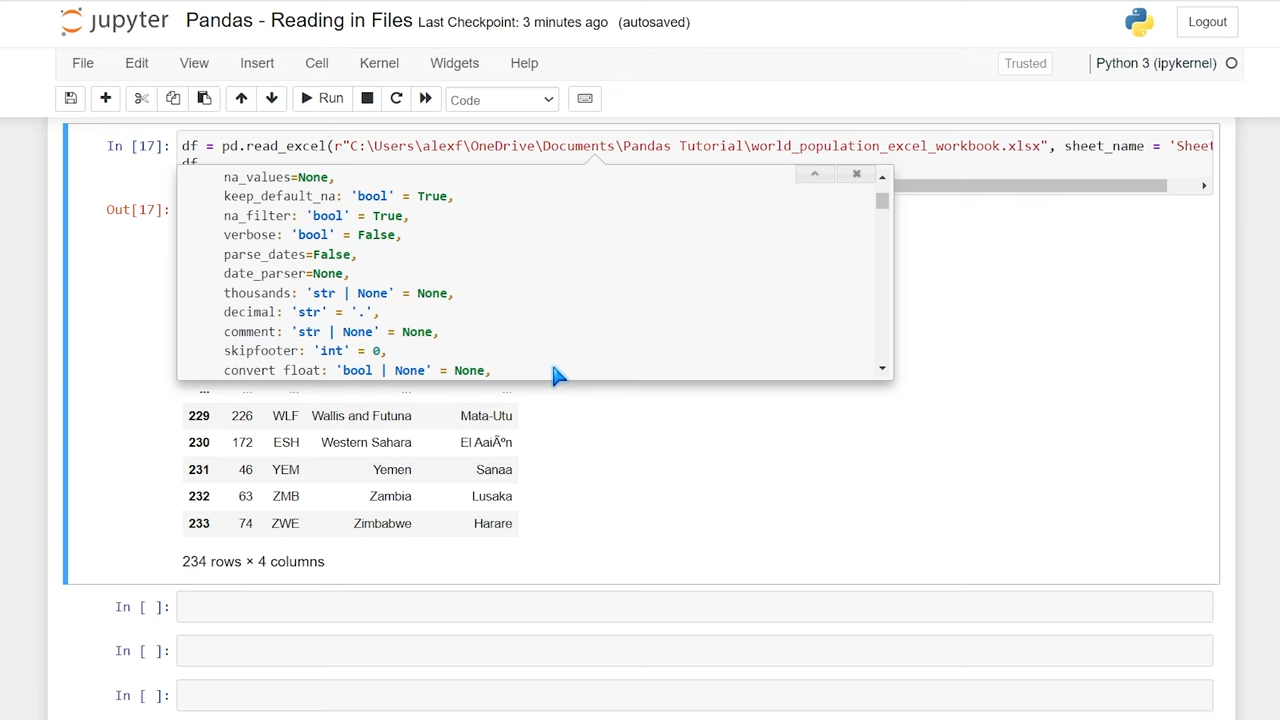 jupyter Pandas - Reading in Files Last Checkpoint: 3 minutes ago (autosaved) Logout
File Edit View Insert Cell Kernel Widgets Help Trusted Python 3 (ipykernel)
Run Code
In [17]: df = pd.read_excel(r"C:\Users\alexf\OneDrive\Documents\Pandas Tutorial\world_population_excel_workbook.xlsx", sheet_name = 'Sheet
df
na_values=None,
keep_default_na: 'bool' = True,
na_filter: 'bool' = True,
verbose: 'bool' = False,
parse_dates=False,
date_parser=None,
thousands: 'str | None' = None,
decimal: 'str' = '.',
comment: 'str | None' = None,
skipfooter: 'int' = 0,
convert_float: 'bool | None' = None,
Out[17]:
... ... ... ... ...
229 226 WLF Wallis and Futuna Mata-Utu
230 172 ESH Western Sahara El AaiÃºn
231 46 YEM Yemen Sanaa
232 63 ZMB Zambia Lusaka
233 74 ZWE Zimbabwe Harare
234 rows × 4 columns
In [ ]:
In [ ]:
In [ ]: